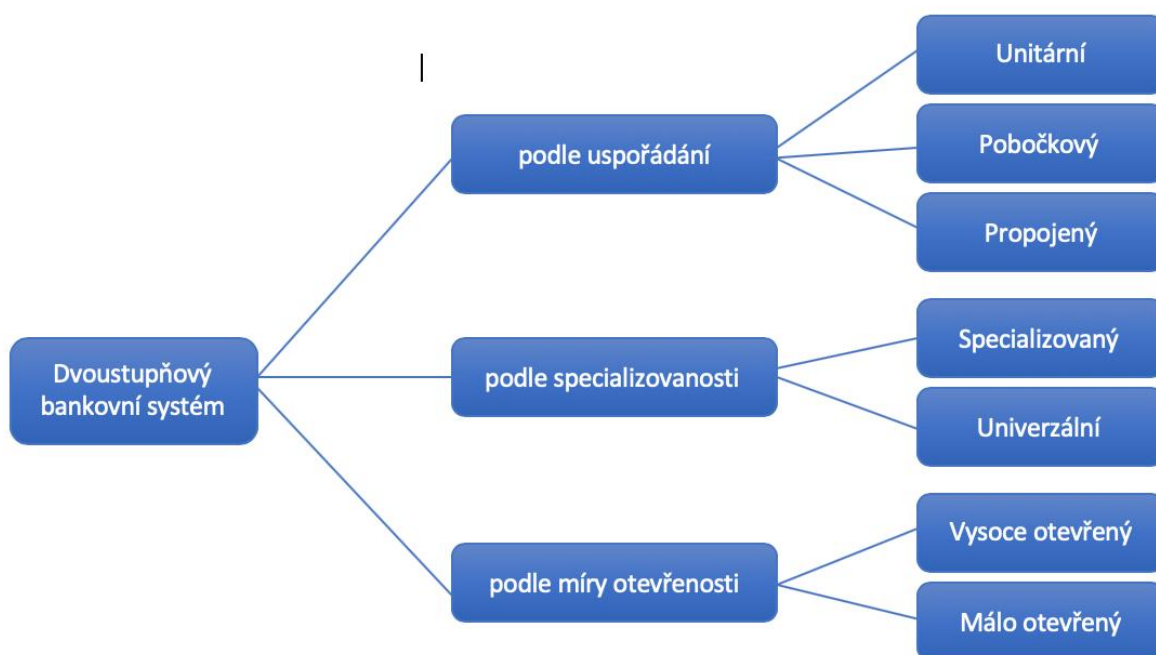 Dvoustupňový
bankovní systém
podle uspořádání
Unitární
Pobočkový
Propojený
podle specializovanosti
Specializovaný
Univerzální
podle míry otevřenosti
Vysoce otevřený
Málo otevřený